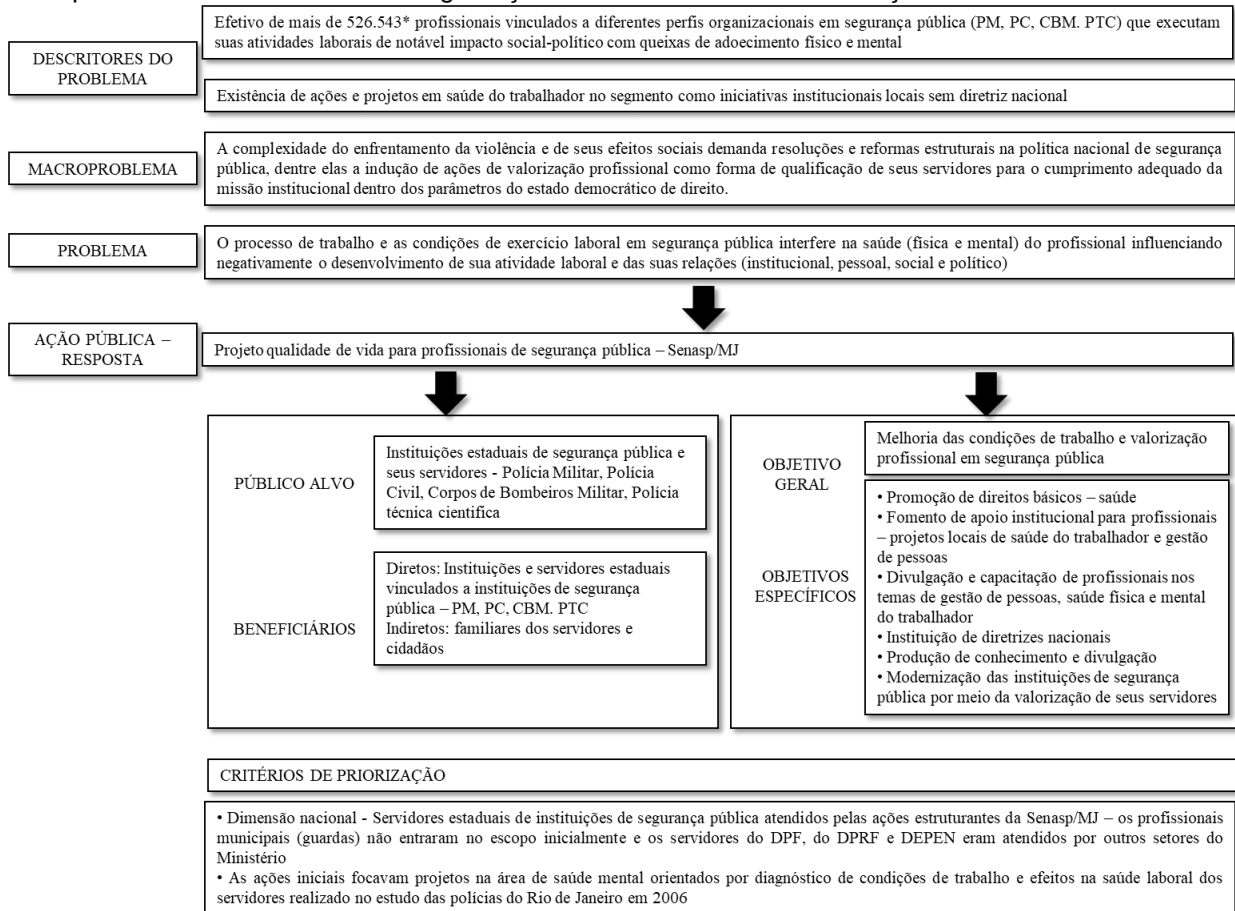 Efetivo de mais de 526.543* profissionais vinculados a diferentes perfis organizacionais em segurança pública (PM, PC, CBM. PTC) que executam
suas atividades laborais de notável impacto social-político com queixas de adoecimento físico e mental
DESCRITORES DO
PROBLEMA
Existência de ações e projetos em saúde do trabalhador no segmento como iniciativas institucionais locais sem diretriz nacional
MACROPROBLEMA
A complexidade do enfrentamento da violência e de seus efeitos sociais demanda resoluções e reformas estruturais na política nacional de segurança
pública, dentre elas a indução de ações de valorização profissional como forma de qualificação de seus servidores para o cumprimento adequado da
missão institucional dentro dos parâmetros do estado democrático de direito.
PROBLEMA
O processo de trabalho e as condições de exercício laboral em segurança pública interfere na saúde (física e mental) do profissional influenciando
negativamente o desenvolvimento de sua atividade laboral e das suas relações (institucional, pessoal, social e político)
AÇÃO PÚBLICA –
RESPOSTA
Projeto qualidade de vida para profissionais de segurança pública – Senasp/MJ
PÚBLICO ALVO
Instituições estaduais de segurança pública e
seus servidores - Polícia Militar, Polícia
Civil, Corpos de Bombeiros Militar, Polícia
técnica cientifica
BENEFICIÁRIOS
Diretos: Instituições e servidores estaduais
vinculados a instituições de segurança
pública – PM, PC, CBM. PTC
Indiretos: familiares dos servidores e
cidadãos
OBJETIVO
GERAL
Melhoria das condições de trabalho e valorização
profissional em segurança pública
OBJETIVOS
ESPECÍFICOS
• Promoção de direitos básicos – saúde
• Fomento de apoio institucional para profissionais
– projetos locais de saúde do trabalhador e gestão
de pessoas
• Divulgação e capacitação de profissionais nos
temas de gestão de pessoas, saúde física e mental
do trabalhador
• Instituição de diretrizes nacionais
• Produção de conhecimento e divulgação
• Modernização das instituições de segurança
pública por meio da valorização de seus servidores
CRITÉRIOS DE PRIORIZAÇÃO
• Dimensão nacional - Servidores estaduais de instituições de segurança pública atendidos pelas ações estruturantes da Senasp/MJ – os profissionais
municipais (guardas) não entraram no escopo inicialmente e os servidores do DPF, do DPRF e DEPEN eram atendidos por outros setores do
Ministério
• As ações iniciais focavam projetos na área de saúde mental orientados por diagnóstico de condições de trabalho e efeitos na saúde laboral dos
servidores realizado no estudo das polícias do Rio de Janeiro em 2006